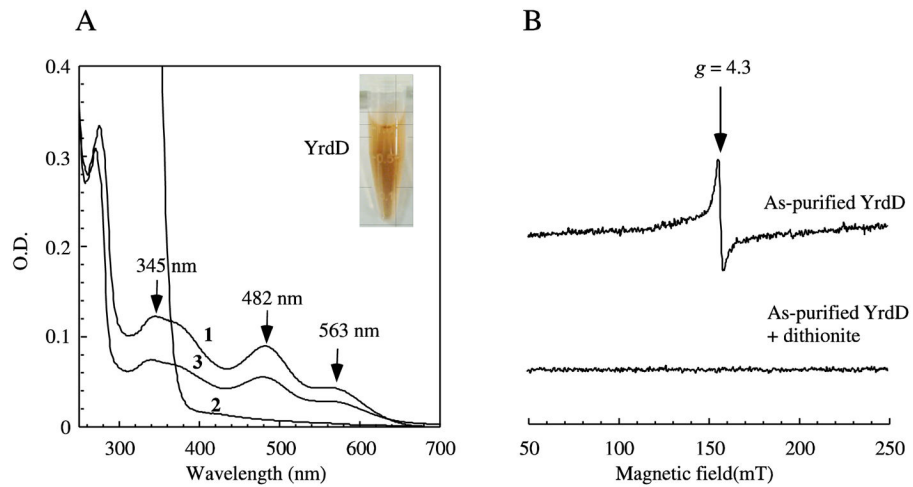 A
0.4
0.3
0.2
0.1
0
O.D.
YrdD
345 nm
482 nm
563 nm
1
3
2
300 400 500 600 700
Wavelength (nm)
B
g = 4.3
As-purified YrdD
As-purified YrdD
+ dithionite
50 100 150 200 250
Magnetic field(mT)